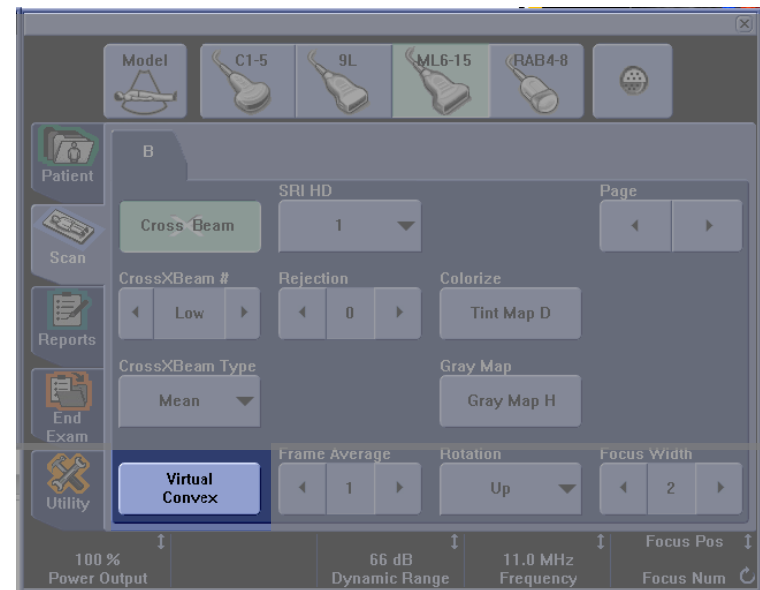 Model
C1-5
9L
ML6-15
RAB4-8
Patient
B
SRI HD
Page
Cross Beam
1
Scan
CrossXBeam #
Rejection
Colorize
Low
0
Tint Map D
Reports
CrossXBeam Type
Gray Map
Mean
Gray Map H
End
Exam
Frame Average
Rotation
Focus Width
Virtual
Convex
1
Up
2
Utility
Focus Pos
100 %
66 dB
11.0 MHz
Power Output
Dynamic Range
Frequency
Focus Num